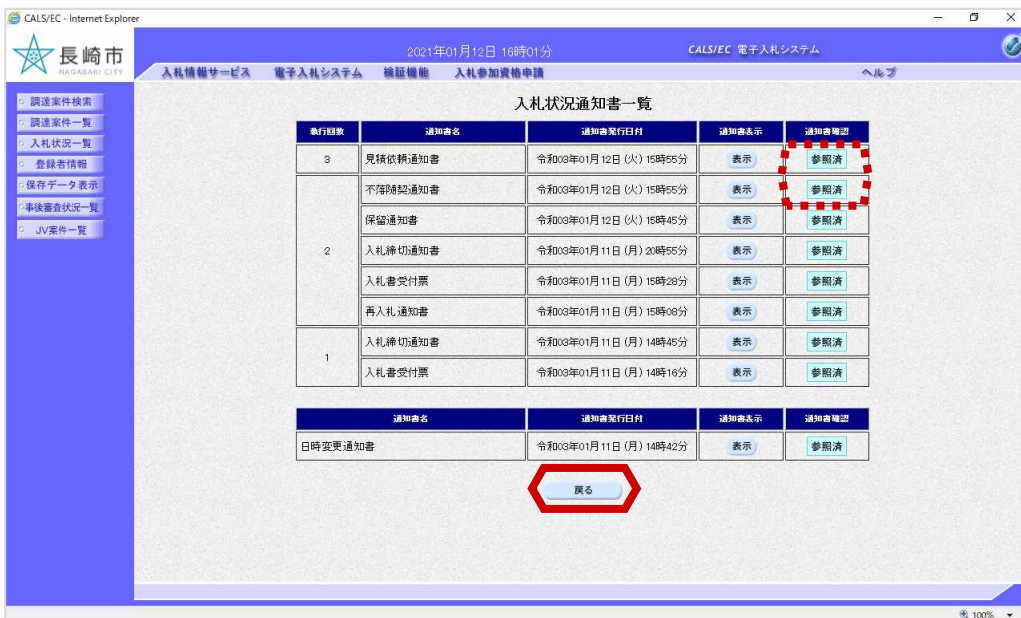 CALS/EC - Internet Explorer
長崎市
NAGASAKI CITY
2021年01月12日 16時01分
CALS/EC 電子入札システム
入札情報サービス 電子入札システム 検証機能 入札参加資格申請 ヘルプ
調達案件検索
調達案件一覧
入札状況一覧
登録者情報
保存データ表示
事後審査状況一覧
JV案件一覧
入札状況通知書一覧
執行回数 通知書名 通知書発行日付 通知書表示 通知書確認
3 見積依頼通知書 令和03年01月12日(火)15時55分 表示 参照済
不落随契通知書 令和03年01月12日(火)15時55分 表示 参照済
保留通知書 令和03年01月12日(火)15時45分 表示 参照済
2 入札締切通知書 令和03年01月11日(月)20時55分 表示 参照済
入札書受付票 令和03年01月11日(月)15時28分 表示 参照済
再入札通知書 令和03年01月11日(月)15時08分 表示 参照済
1 入札締切通知書 令和03年01月11日(月)14時45分 表示 参照済
入札書受付票 令和03年01月11日(月)14時16分 表示 参照済
通知書名 通知書発行日付 通知書表示 通知書確認
日時変更通知書 令和03年01月11日(月)14時42分 表示 参照済
戻る
100%